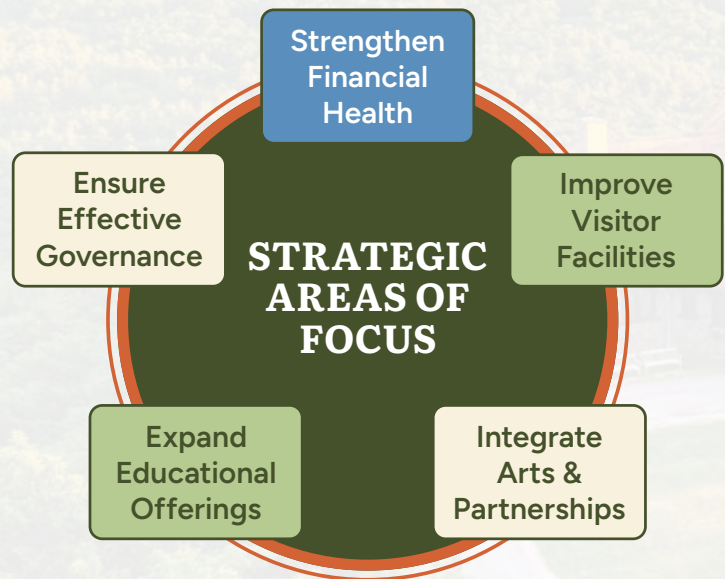 Strengthen
Financial
Health
Ensure
Effective
Governance
Improve
Visitor
Facilities
STRATEGIC
AREAS OF
FOCUS
Expand
Educational
Offerings
Integrate
Arts &
Partnerships